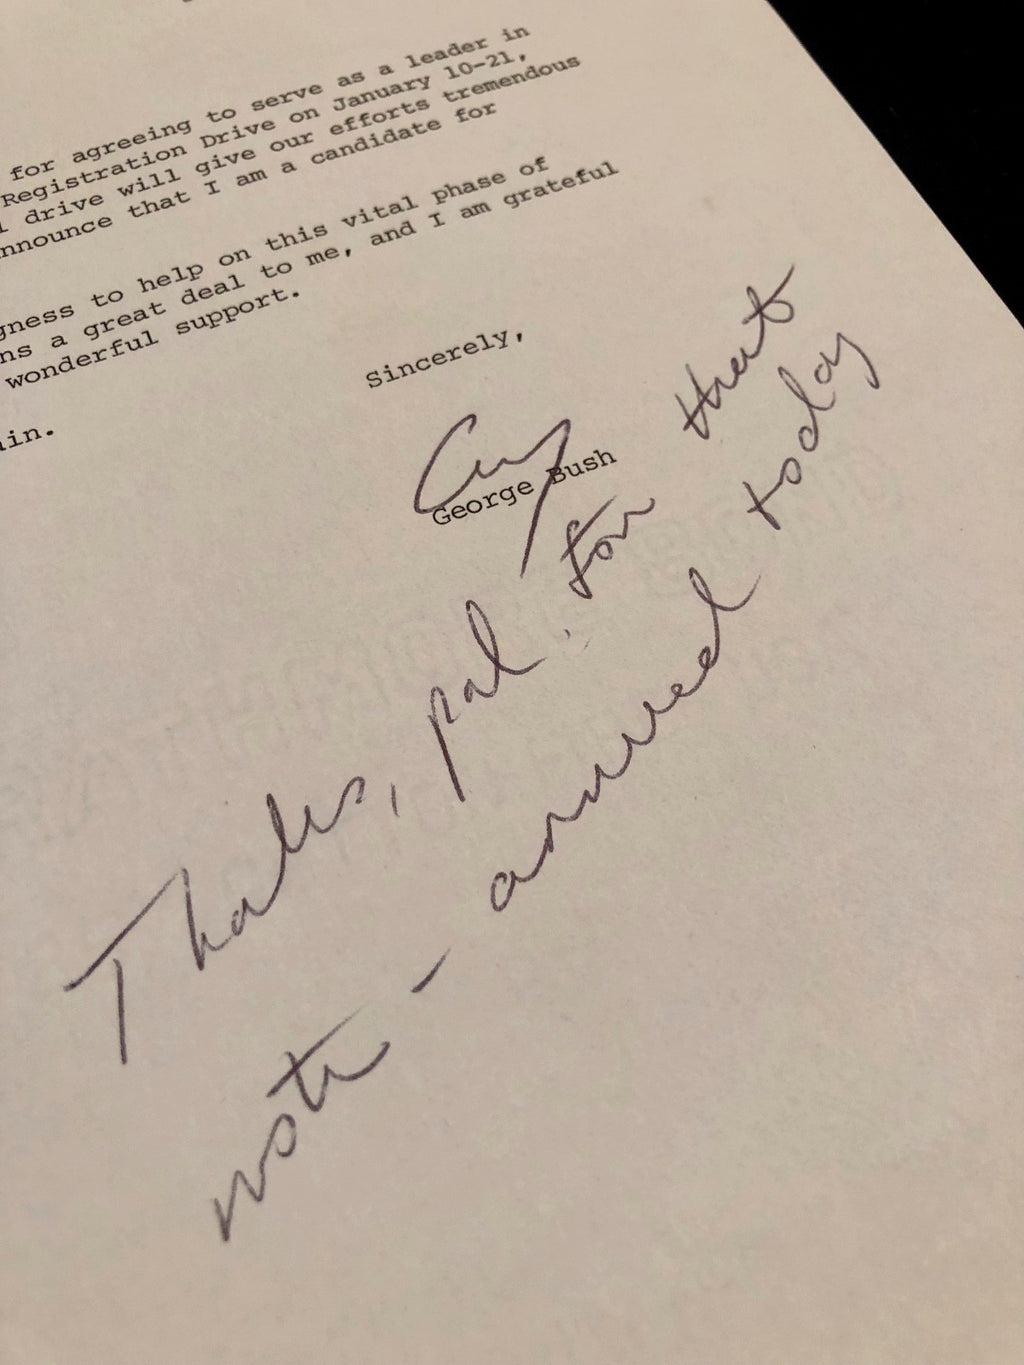 for agreeing to serve as a leader in
Registration Drive on January 10-21,
l drive will give our efforts tremendous
nnounce that I am a candidate for
gness to help on this vital phase of
ns a great deal to me, and I am grateful
wonderful support.
ain.
Sincerely,
George Bush
Thanks, pal. for that
note - arrived today